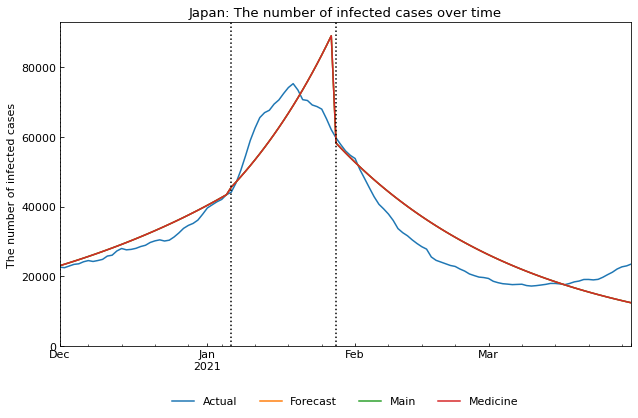 Japan: The number of infected cases over time
The number of infected cases
80000
60000
40000
20000
0
Dec Jan Feb Mar
2021
Actual Forecast Main Medicine